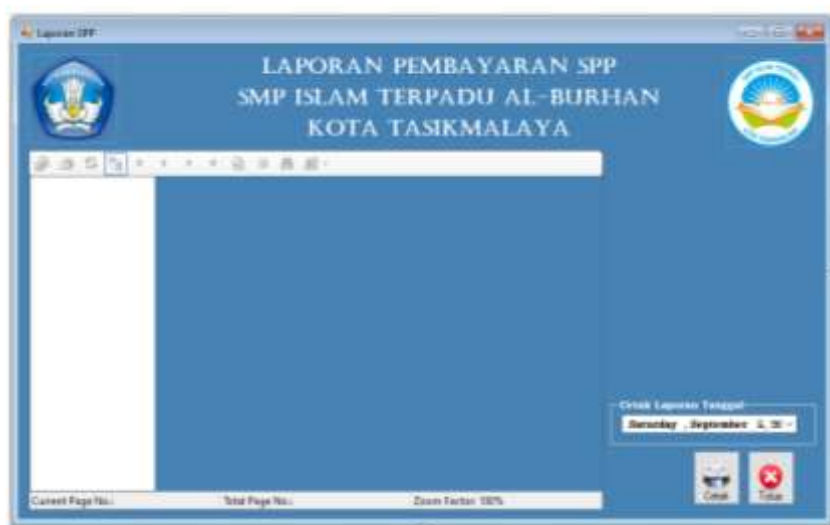 Laporan SPP
LAPORAN PEMBAYARAN SPP
SMP ISLAM TERPADU AL-BURHAN
KOTA TASIKMALAYA
Cetak Laporan Tanggal
Saturday , September
Current Page No.:
Total Page No.:
Zoom Factor: 100%
Cetak
Tutup